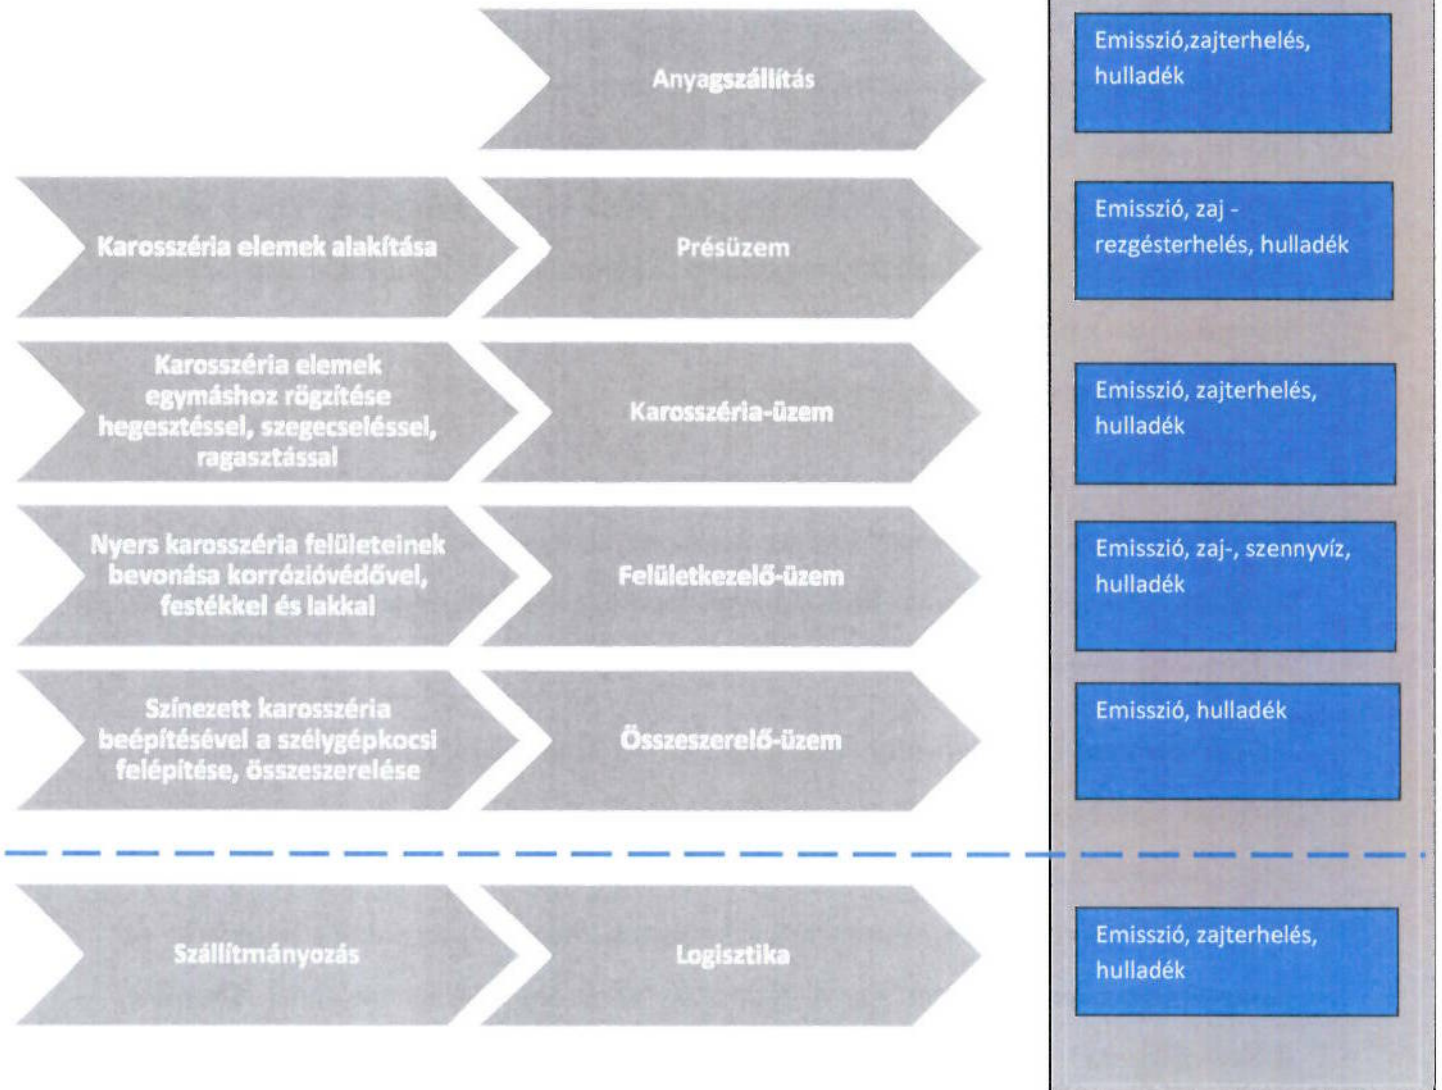 Anyagszállítás
Emisszió,zajterhelés,
hulladék
Karosszéria elemek alakítása
Présüzem
Emisszió, zaj -
rezgésterhelés, hulladék
Karosszéria elemek
egymáshoz rögzítése
hegesztéssel, szegecseléssel,
ragasztással
Karosszéria-üzem
Emisszió, zajterhelés,
hulladék
Nyers karosszéria felületeinek
bevonása korrózióvédővel,
festékkel és lakkal
Felületkezelő-üzem
Emisszió, zaj-, szennyvíz,
hulladék
Színezett karosszéria
beépítésével a szélygépkocsi
felépítése, összeszerelése
Összeszerelő-üzem
Emisszió, hulladék
Szállítmányozás
Logisztika
Emisszió, zajterhelés,
hulladék